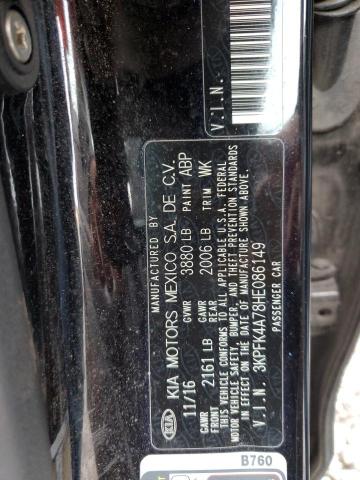 MANUFACTURED BY
KIA KIA MOTORS MEXICO S.A. DE C.V.
11/16 GVWR 3880 LB PAINT ABP
GAWR FRONT 2161 LB GAWR REAR 2006 LB TRIM WK
THIS VEHICLE CONFORMS TO ALL APPLICABLE U.S.A. FEDERAL
MOTOR VEHICLE SAFETY, BUMPER, AND THEFT PREVENTION STANDARDS
IN EFFECT ON THE DATE OF MANUFACTURE SHOWN ABOVE.
V.I.N. 3KPFK4A78HE086149
PASSENGER CAR
V.I.N.
B760